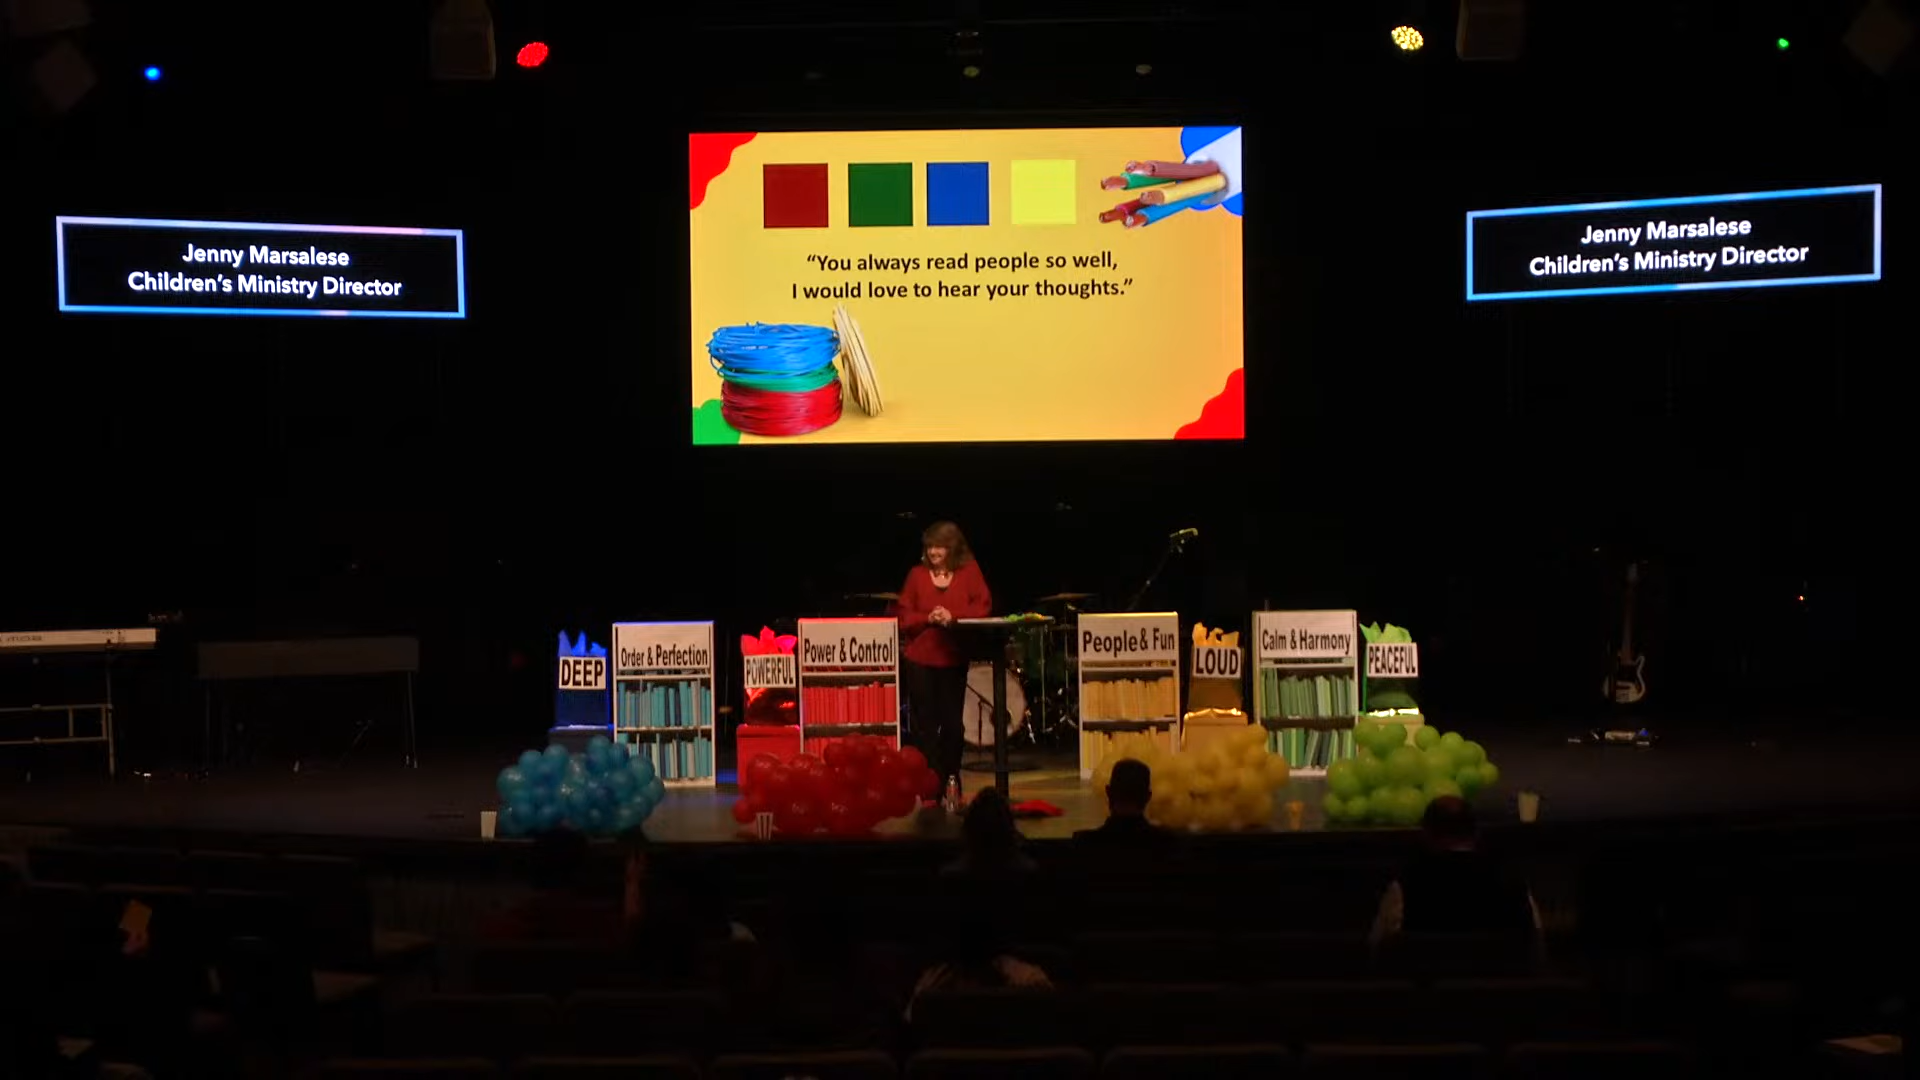 Jenny Marsalese
Children's Ministry Director
"You always read people so well,
I would love to hear your thoughts."
Jenny Marsalese
Children's Ministry Director
DEEP
Order & Perfection
POWERFUL
Power & Control
People & Fun
LOUD
Calm & Harmony
PEACEFUL